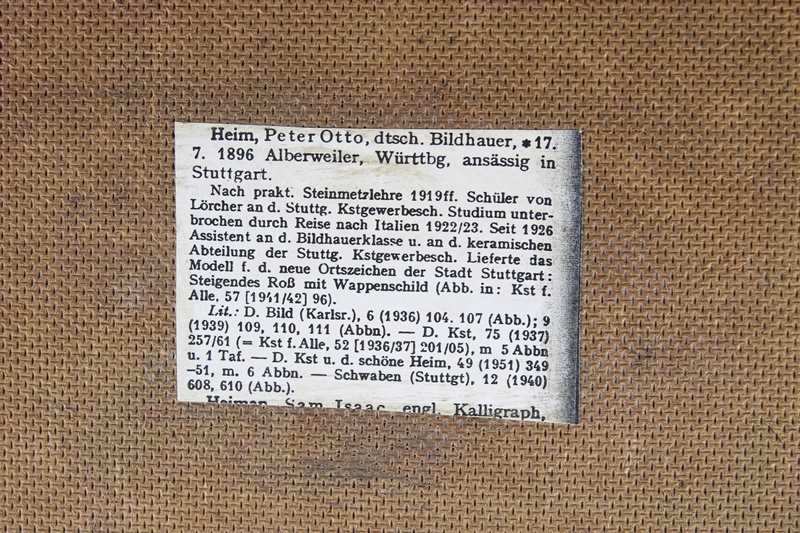 Heim, Peter Otto, dtsch. Bildhauer, *17.
7. 1896 Alberweiler, Württbg, ansässig in
Stuttgart.
Nach prakt. Steinmetzlehre 1919ff. Schüler von
Lörcher an d. Stuttg. Kstgewerbesch. Studium unter-
brochen durch Reise nach Italien 1922/23. Seit 1926
Assistent an d. Bildhauerklasse u. an d. keramischen
Abteilung der Stuttg. Kstgewerbesch. Lieferte das
Modell f. d. neue Ortszeichen der Stadt Stuttgart:
Steigendes Roß mit Wappenschild (Abb. in: Kst f.
Alle, 57 [1941/42] 96).
Lit.: D. Bild (Karlsr.), 6 (1936) 104. 107 (Abb.); 9
(1939) 109, 110, 111 (Abbn). — D. Kst, 75 (1937)
257/61 (= Kst f. Alle, 52 [1936/37] 201/05), m 5 Abbn
u. 1 Taf. — D. Kst u. d. schöne Heim, 49 (1951) 349
–51, m. 6 Abbn. — Schwaben (Stuttgt), 12 (1940)
608, 610 (Abb.).
Heiman, Sam Isaac, engl. Kalligraph,